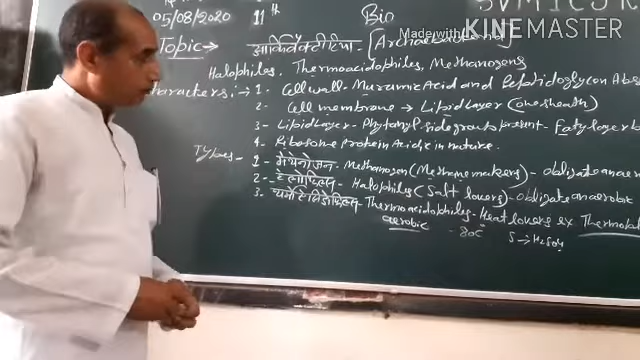 05/08/2020 11th Bio SVMIC
Made with KINEMASTER
Topic → आर्किबैक्टीरिया - [Archaebacteria]
Halophiles, Thermoacidophiles, Methanogens
characters :→ 1- Cell wall - Muramic Acid and Peptidoglycan Abs
2- Cell membrane → Lipid Layer (one sheath)
3- Lipid Layer - Phytanyl side groups present - Fatty layer b
4- Ribosome Protein Acidic in nature.
Types - 1- मेथेनोजन - Methanogen (Methane makers) - obligate anaer
2- हेलोफिल्स - Halophiles (Salt lovers) - obligate anaerobic
3- थर्मोएसिडोफिल्स - Thermoacidophiles - Heat lovers ex Thermopla
aerobic 80c S → H2SO4